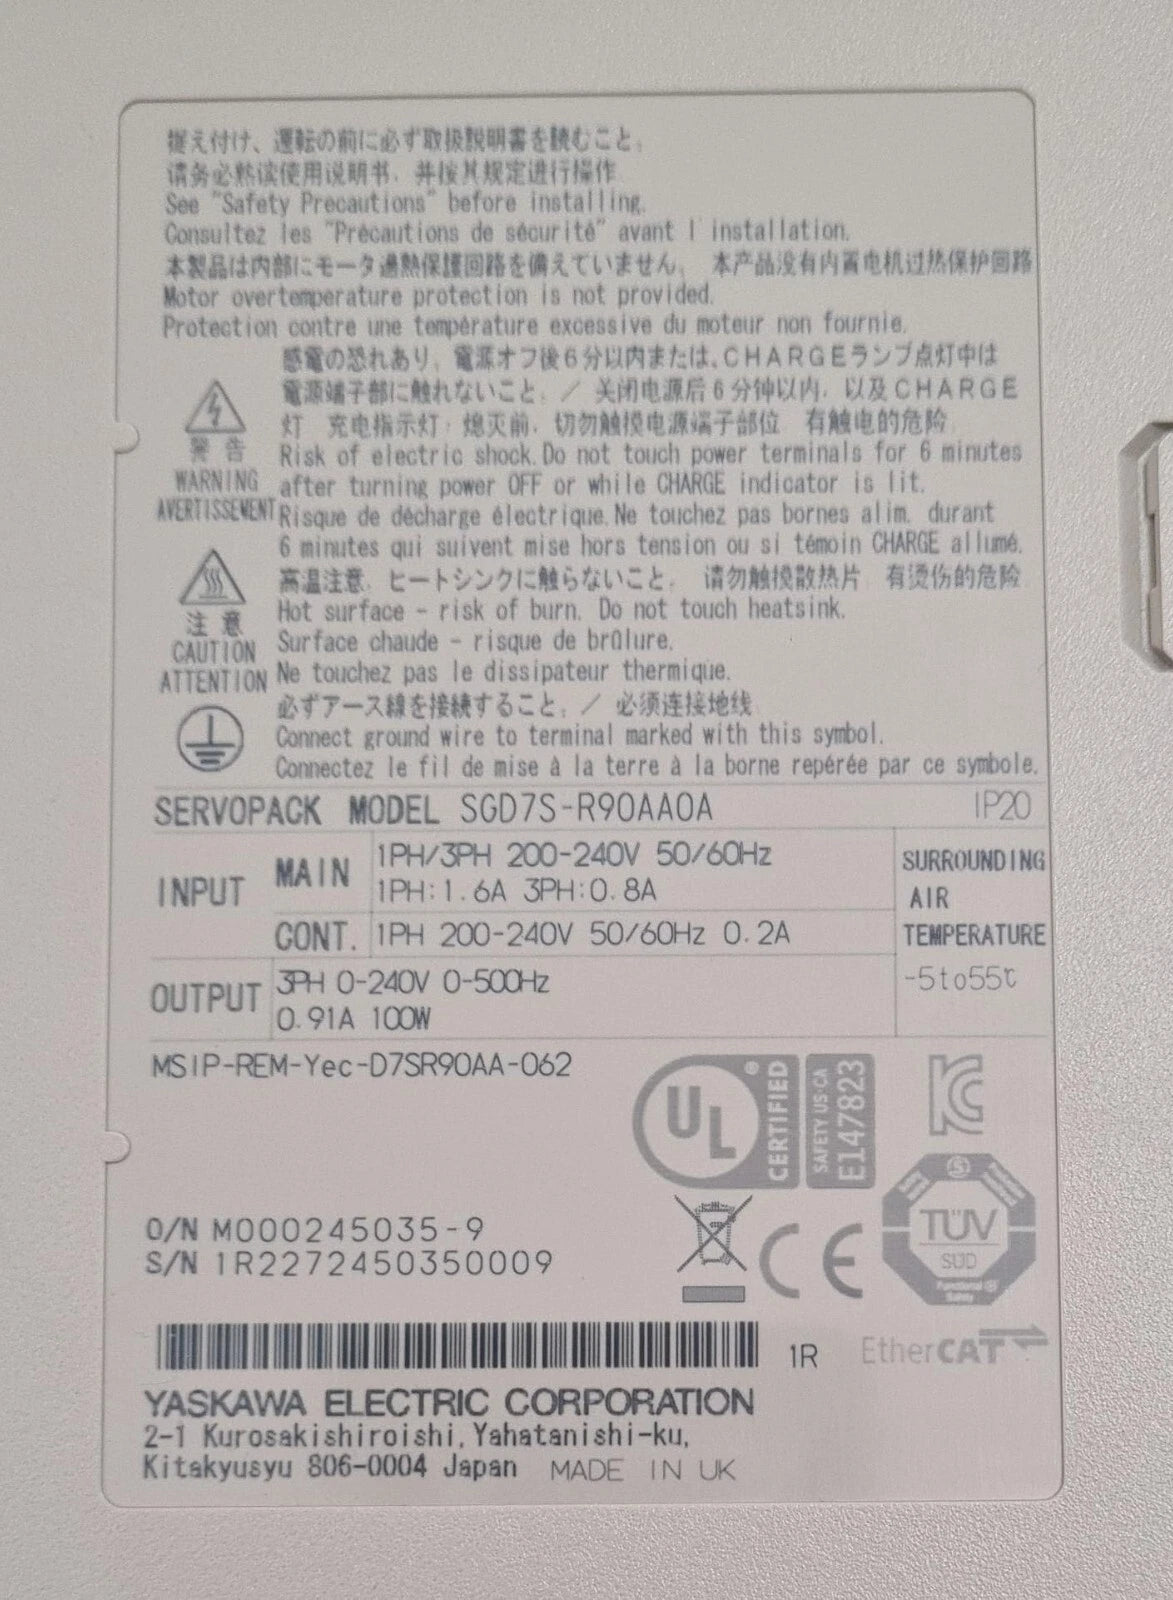 据え付け、運転の前に必ず取扱説明書を読むこと。
请务必熟读使用说明书，并按其规定进行操作
See "Safety Precautions" before installing.
Consultez les "Précautions de sécurité" avant l'installation.
本製品は内部にモータ過熱保護回路を備えていません。 本产品没有内置电机过热保护回路
Motor overtemperature protection is not provided.
Protection contre une température excessive du moteur non fournie.
感電の恐れあり。電源オフ後6分以内または、CHARGEランプ点灯中は
電源端子部に触れないこと。/ 关闭电源后6分钟以内，以及CHARGE
灯 充电指示灯，熄灭前，切勿触摸电源端子部位 有触电的危险
警告
WARNING
AVERTISSEMENT
Risk of electric shock. Do not touch power terminals for 6 minutes
after turning power OFF or while CHARGE indicator is lit.
Risque de décharge électrique. Ne touchez pas bornes alim. durant
6 minutes qui suivent mise hors tension ou si témoin CHARGE allumé.
高温注意。ヒートシンクに触らないこと。 请勿触摸散热片 有烫伤的危险
注意
CAUTION
ATTENTION
Hot surface - risk of burn. Do not touch heatsink.
Surface chaude - risque de brûlure.
Ne touchez pas le dissipateur thermique.
必ずアース線を接続すること。/ 必须连接地线
Connect ground wire to terminal marked with this symbol.
Connectez le fil de mise à la terre à la borne repérée par ce symbole.
SERVOPACK MODEL SGD7S-R90AA0A IP20
INPUT MAIN 1PH/3PH 200-240V 50/60Hz
1PH:1.6A 3PH:0.8A
CONT. 1PH 200-240V 50/60Hz 0.2A
SURROUNDING
AIR
TEMPERATURE
-5to55℃
OUTPUT 3PH 0-240V 0-500Hz
0.91A 100W
MSIP-REM-Yec-D7SR90AA-062
UL CERTIFIED
SAFETY US-CA
E147823
KC
TÜV
SÜD
Functional
Safety
CE
O/N M000245035-9
S/N 1R2272450350009
1R EtherCAT
YASKAWA ELECTRIC CORPORATION
2-1 Kurosakishiroishi, Yahatanishi-ku,
Kitakyusyu 806-0004 Japan MADE IN UK